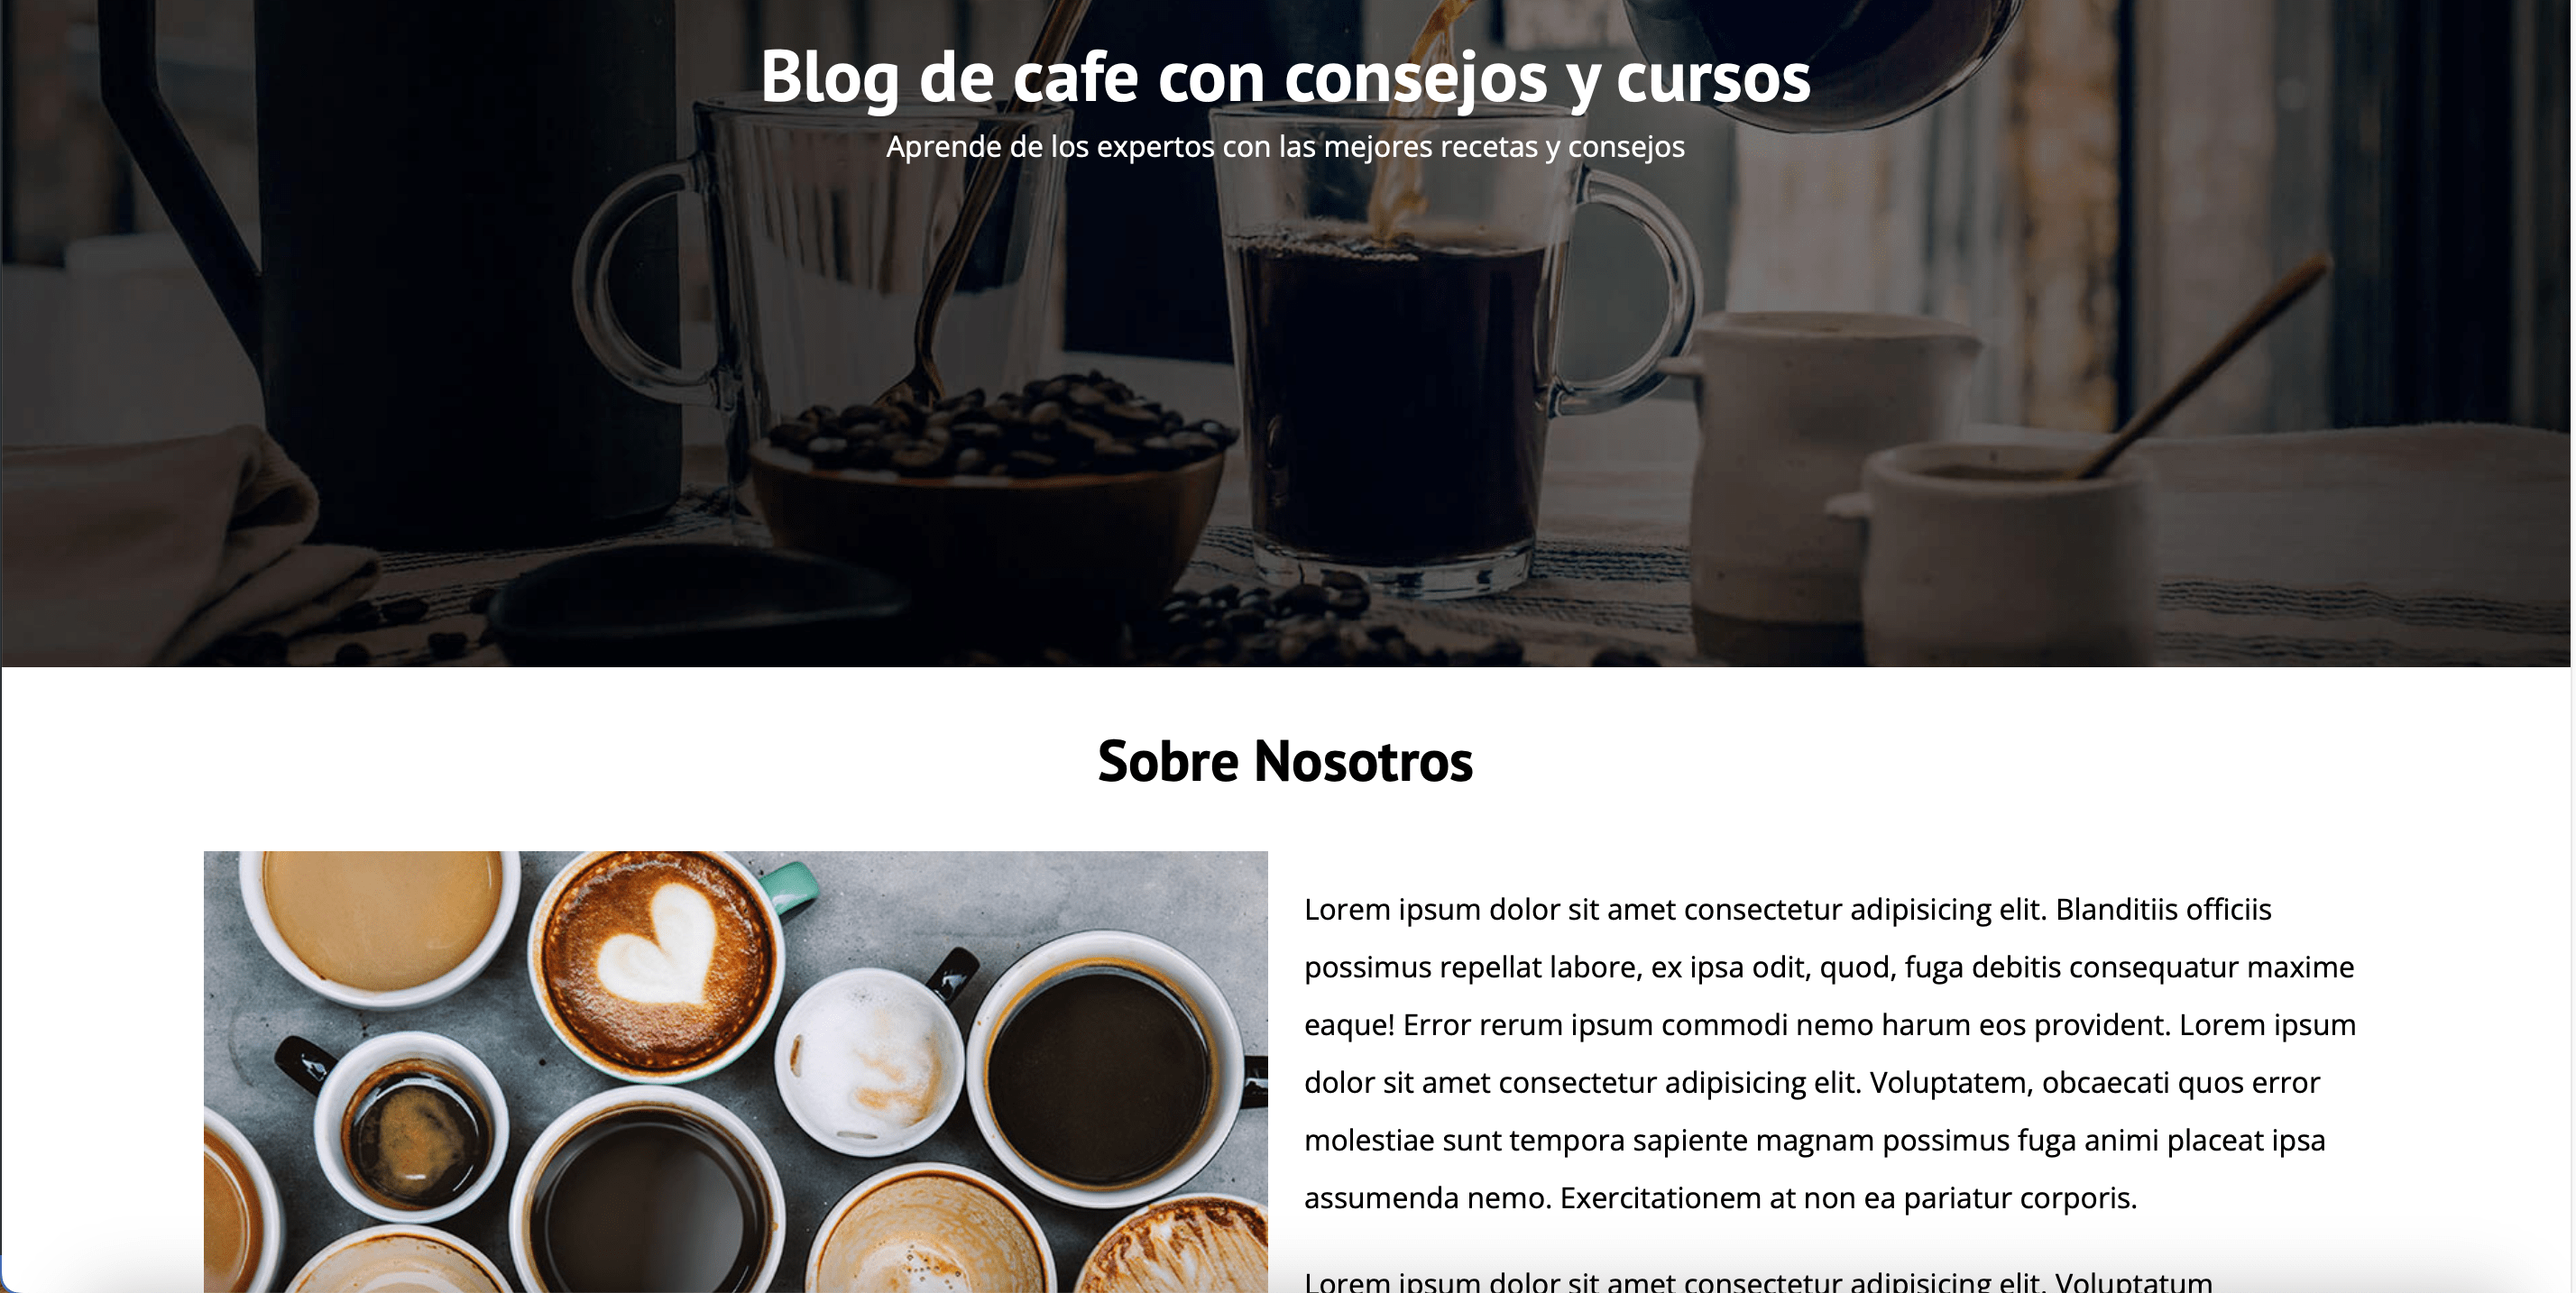 Blog de cafe con consejos y cursos
Aprende de los expertos con las mejores recetas y consejos
Sobre Nosotros
Lorem ipsum dolor sit amet consectetur adipisicing elit. Blanditiis officiis
possimus repellat labore, ex ipsa odit, quod, fuga debitis consequatur maxime
eaque! Error rerum ipsum commodi nemo harum eos provident. Lorem ipsum
dolor sit amet consectetur adipisicing elit. Voluptatem, obcaecati quos error
molestiae sunt tempora sapiente magnam possimus fuga animi placeat ipsa
assumenda nemo. Exercitationem at non ea pariatur corporis.
Lorem ipsum dolor sit amet consectetur adipisicing elit. Voluptatum